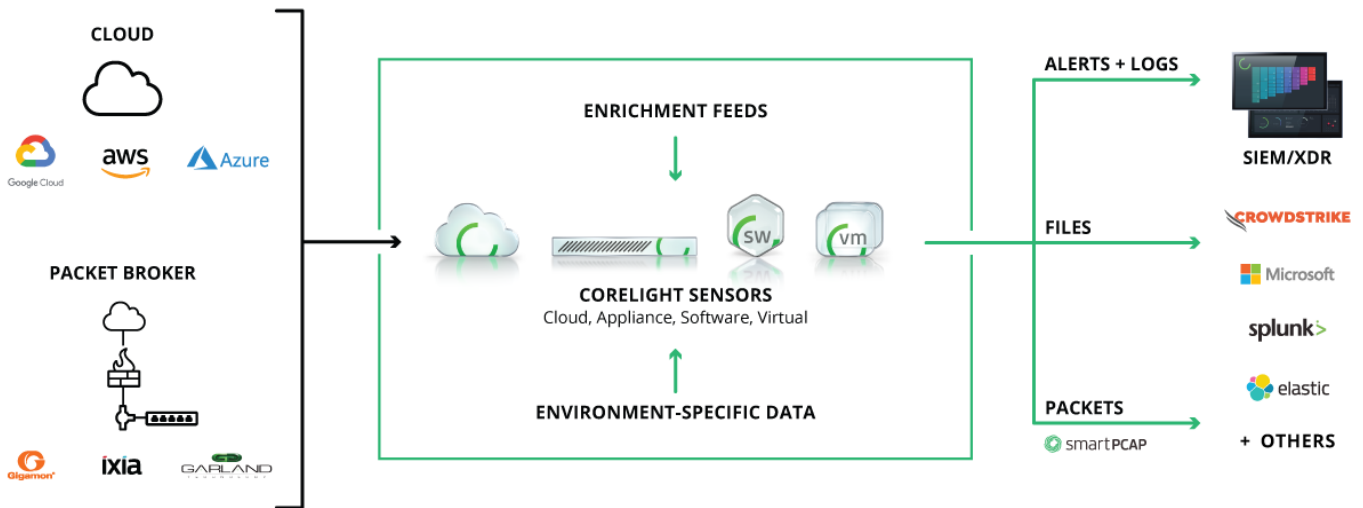 CLOUD
Google Cloud
aws
Azure
PACKET BROKER
Gigamon®
ixia
GARLAND
TECHNOLOGY
ENRICHMENT FEEDS
sw
vm
CORELIGHT SENSORS
Cloud, Appliance, Software, Virtual
ENVIRONMENT-SPECIFIC DATA
ALERTS + LOGS
FILES
PACKETS
smartPCAP
SIEM/XDR
CROWDSTRIKE
Microsoft
splunk>
elastic
+ OTHERS